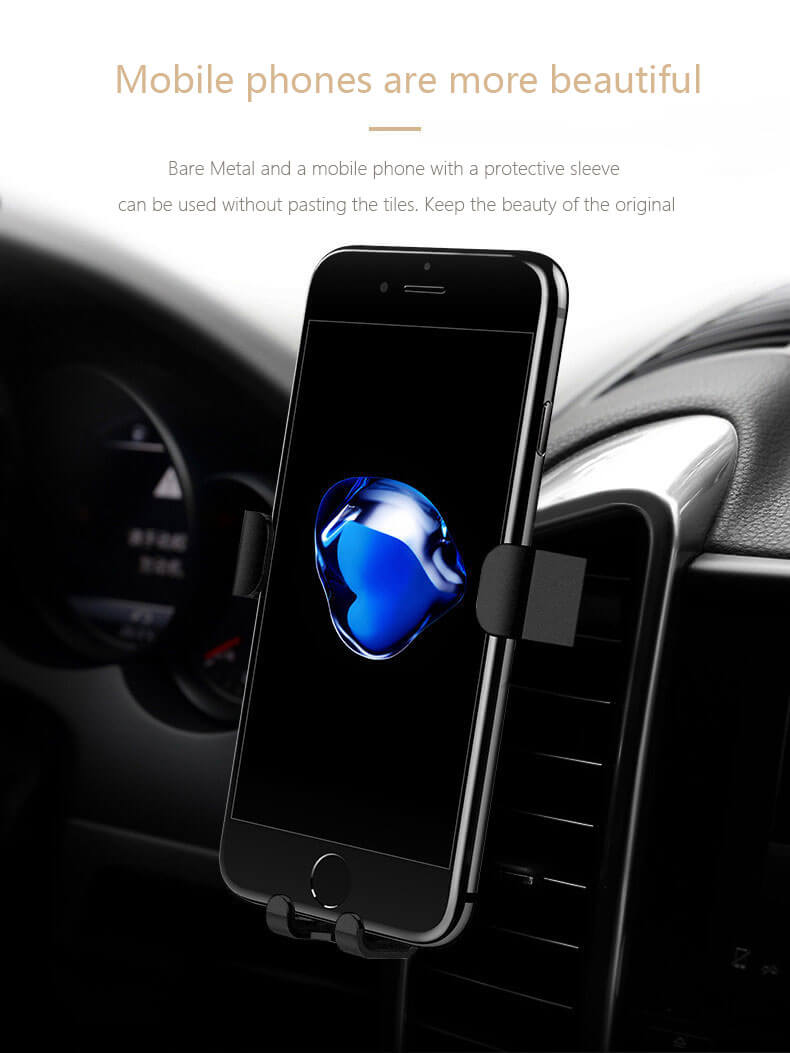 Mobile phones are more beautiful
Bare Metal and a mobile phone with a protective sleeve
can be used without pasting the tiles. Keep the beauty of the original